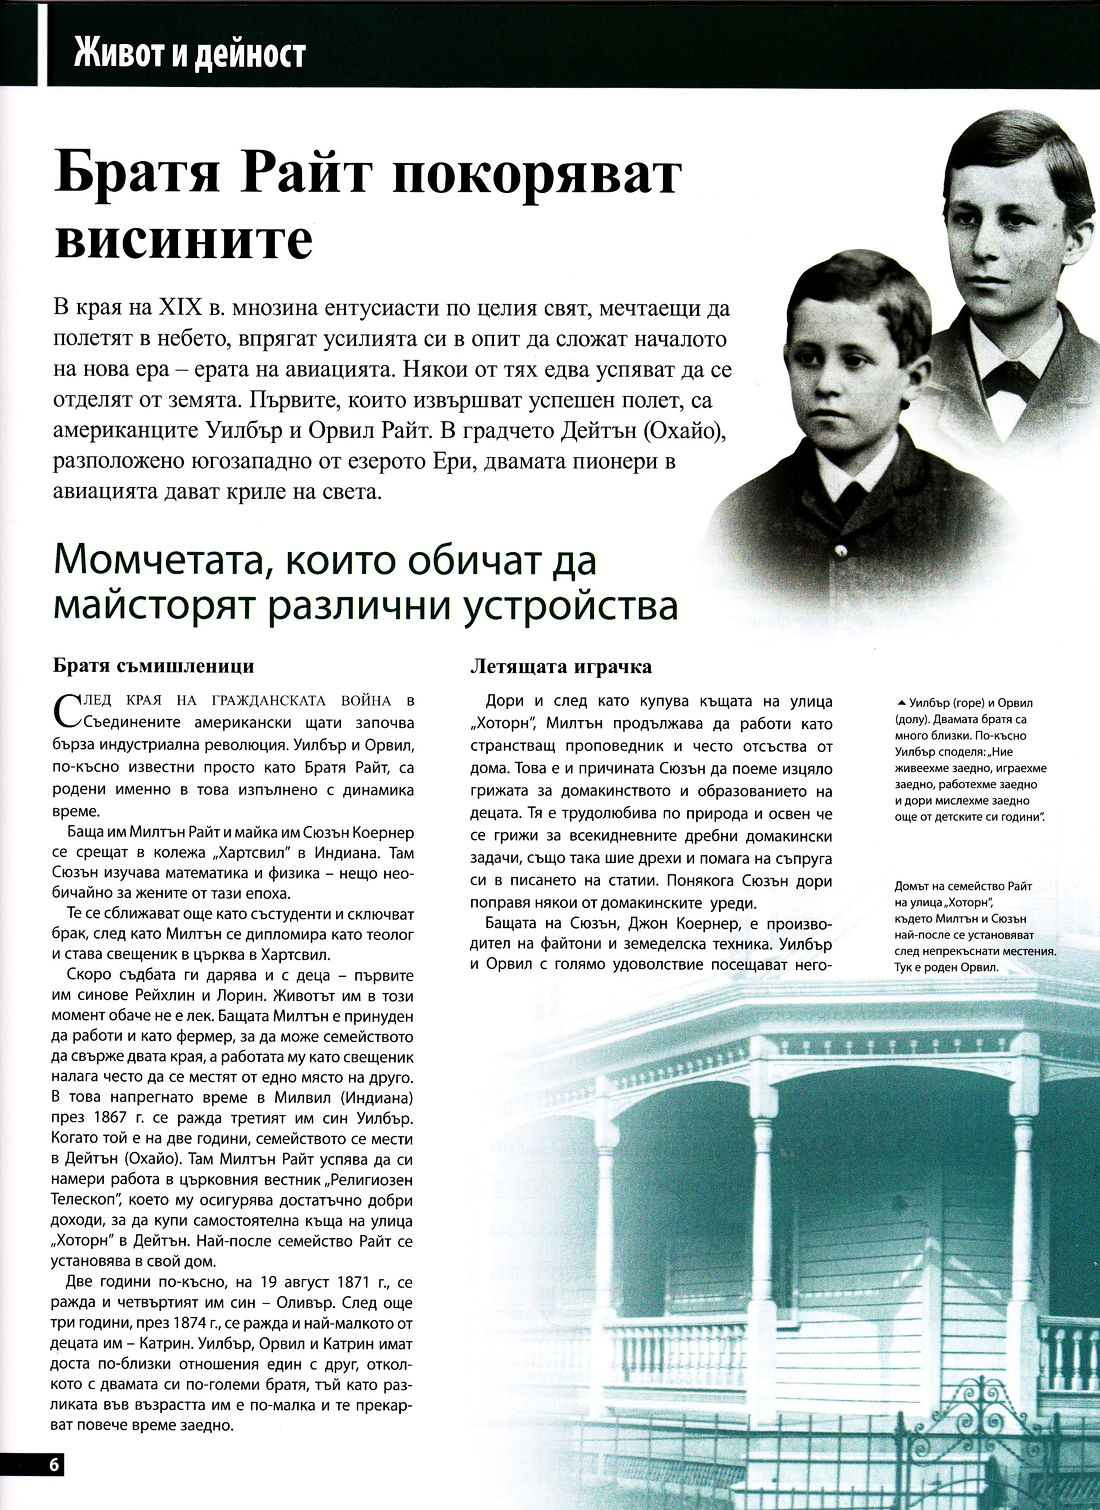 Живот и дейност
Братя Райт покоряват
висините
В края на XIX в. мнозина ентусиасти по целия свят, мечтаещи да
полетят в небето, впрягат усилията си в опит да сложат началото
на нова ера – ерата на авиацията. Някои от тях едва успяват да се
отделят от земята. Първите, които извършват успешен полет, са
американците Уилбър и Орвил Райт. В градчето Дейтън (Охайо),
разположено югозападно от езерото Ери, двамата пионери в
авиацията дават криле на света.
Момчетата, които обичат да
майсторят различни устройства
Братя съмишленици
СЛЕД КРАЯ НА ГРАЖДАНСКАТА ВОЙНА в
Съединените американски щати започва
бърза индустриална революция. Уилбър и Орвил,
по-късно известни просто като Братя Райт, са
родени именно в това изпълнено с динамика
време.
Баща им Милтън Райт и майка им Сюзън Коернер
се срещат в колежа „Хартсвил” в Индиана. Там
Сюзън изучава математика и физика – нещо нео-
бичайно за жените от тази епоха.
Те се сближават още като състуденти и сключват
брак, след като Милтън се дипломира като теолог
и става свещеник в църква в Хартсвил.
Скоро съдбата ги дарява и с деца – първите
им синове Рейхлин и Лорин. Животът им в този
момент обаче не е лек. Бащата Милтън е принуден
да работи и като фермер, за да може семейството
да свърже двата края, а работата му като свещеник
налага често да се местят от едно място на друго.
В това напрегнато време в Милвил (Индиана)
през 1867 г. се ражда третият им син Уилбър.
Когато той е на две години, семейството се мести
в Дейтън (Охайо). Там Милтън Райт успява да си
намери работа в църковния вестник „Религиозен
Телескоп”, което му осигурява достатъчно добри
доходи, за да купи самостоятелна къща на улица
„Хоторн” в Дейтън. Най-после семейство Райт се
установява в свой дом.
Две години по-късно, на 19 август 1871 г., се
ражда и четвъртият им син – Оливър. След още
три години, през 1874 г., се ражда и най-малкото от
децата им – Катрин. Уилбър, Орвил и Катрин имат
доста по-близки отношения един с друг, откол-
кото с двамата си по-големи братя, тъй като раз-
ликата във възрастта им е по-малка и те прекар-
ват повече време заедно.
Летящата играчка
Дори и след като купува къщата на улица
„Хоторн”, Милтън продължава да работи като
странстващ проповедник и често отсъства от
дома. Това е и причината Сюзън да поеме изцяло
грижата за домакинството и образованието на
децата. Тя е трудолюбива по природа и освен че
се грижи за всекидневните дребни домакински
задачи, също така шие дрехи и помага на съпруга
си в писането на статии. Понякога Сюзън дори
поправя някои от домакинските уреди.
Бащата на Сюзън, Джон Коернер, е произво-
дител на файтони и земеделска техника. Уилбър
и Орвил с голямо удоволствие посещават него-
Уилбър (горе) и Орвил
(долу). Двамата братя са
много близки. По-късно
Уилбър споделя: „Ние
живеехме заедно, играехме
заедно, работехме заедно
и дори мислехме заедно
още от детските си години”.
Домът на семейство Райт
на улица „Хоторн”,
където Милтън и Сюзън
най-после се установяват
след непрекъснати местения.
Тук е роден Орвил.
6